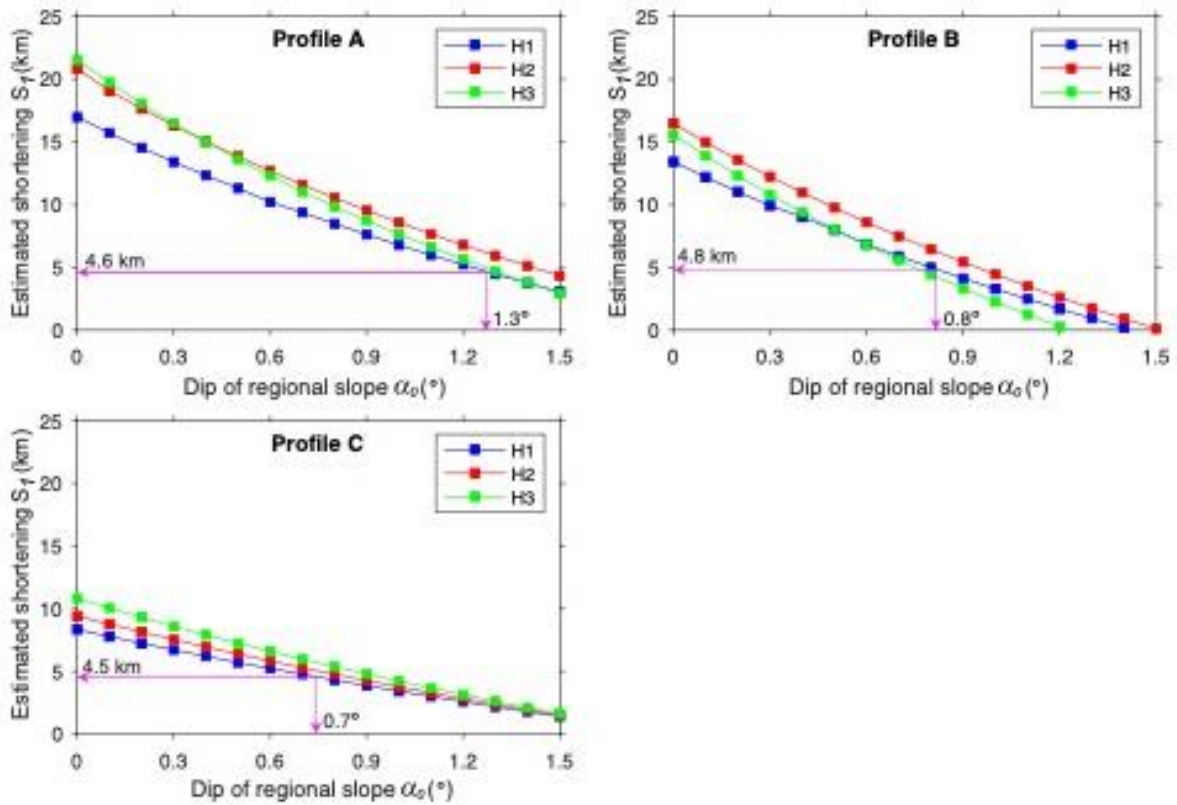 Profile A
H1
H2
H3
Estimated shortening S1 (km)
25
20
15
10
5
0
4.6 km
1.3°
0 0.3 0.6 0.9 1.2 1.5
Dip of regional slope α0 (°)
Profile B
H1
H2
H3
Estimated shortening S1 (km)
25
20
15
10
5
0
4.8 km
0.8°
0 0.3 0.6 0.9 1.2 1.5
Dip of regional slope α0 (°)
Profile C
H1
H2
H3
Estimated shortening S1 (km)
25
20
15
10
5
0
4.5 km
0.7°
0 0.3 0.6 0.9 1.2 1.5
Dip of regional slope α0 (°)